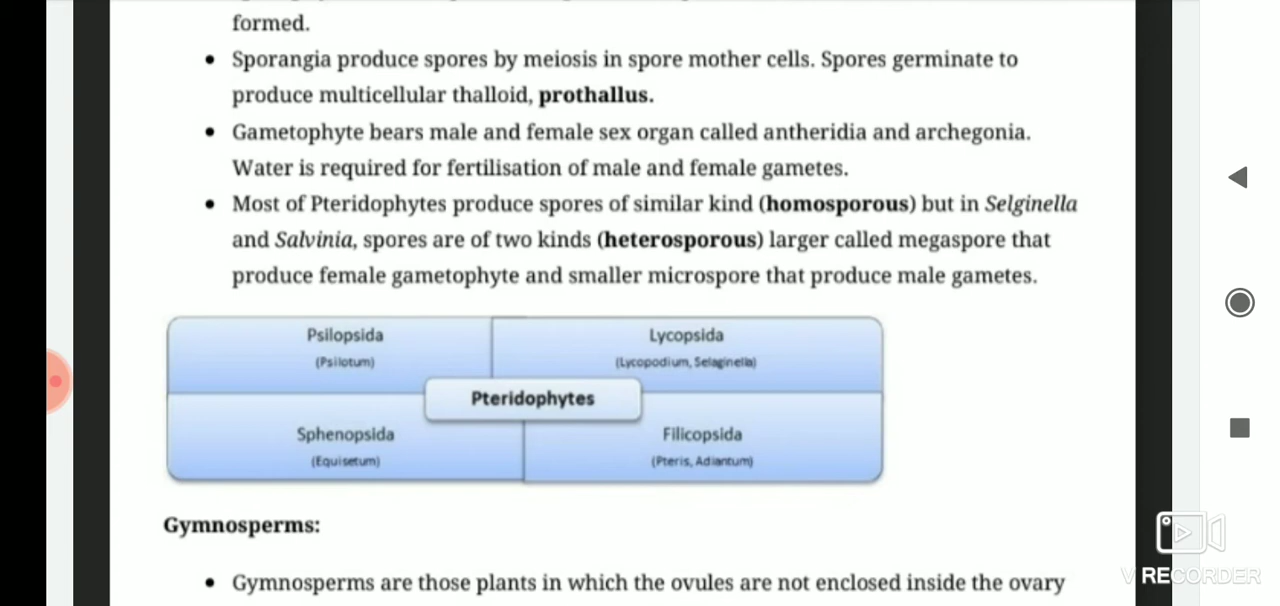 formed.
• Sporangia produce spores by meiosis in spore mother cells. Spores germinate to
produce multicellular thalloid, prothallus.
• Gametophyte bears male and female sex organ called antheridia and archegonia.
Water is required for fertilisation of male and female gametes.
• Most of Pteridophytes produce spores of similar kind (homosporous) but in Selginella
and Salvinia, spores are of two kinds (heterosporous) larger called megaspore that
produce female gametophyte and smaller microspore that produce male gametes.
Psilopsida
(Psilotum)
Lycopsida
(Lycopodium, Selaginella)
Pteridophytes
Sphenopsida
(Equisetum)
Filicopsida
(Pteris, Adiantum)
Gymnosperms:
• Gymnosperms are those plants in which the ovules are not enclosed inside the ovary
V RECORDER